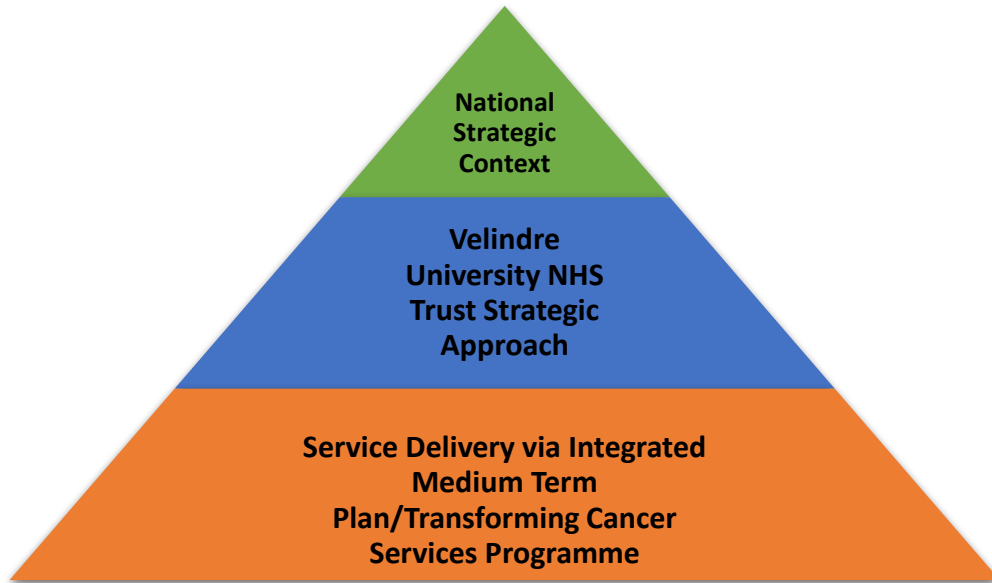 National
Strategic
Context
Velindre
University NHS
Trust Strategic
Approach
Service Delivery via Integrated
Medium Term
Plan/Transforming Cancer
Services Programme